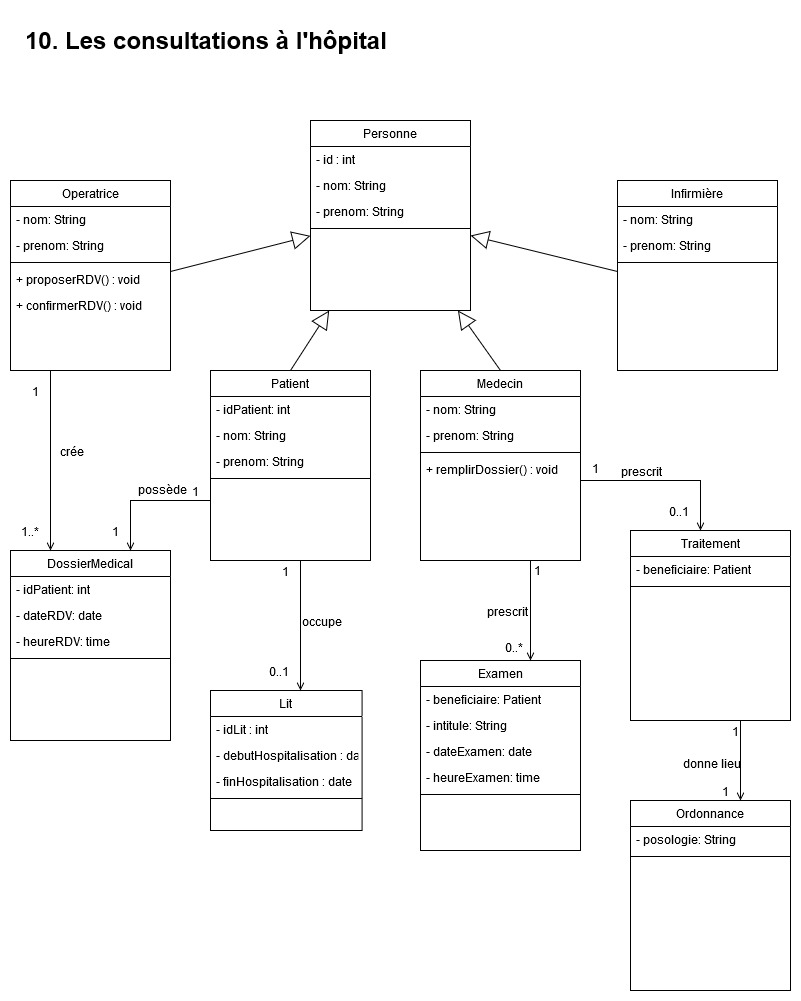 10. Les consultations à l'hôpital
Personne
- id : int
- nom: String
- prenom: String
Operatrice
- nom: String
- prenom: String
+ proposerRDV() : void
+ confirmerRDV() : void
Infirmière
- nom: String
- prenom: String
Patient
- idPatient: int
- nom: String
- prenom: String
Medecin
- nom: String
- prenom: String
+ remplirDossier() : void
1
crée
1..*
possède 1
1
1 prescrit
0..1
DossierMedical
- idPatient: int
- dateRDV: date
- heureRDV: time
1
occupe
0..1
1
prescrit
0..*
Traitement
- beneficiaire: Patient
Lit
- idLit : int
- debutHospitalisation : da
- finHospitalisation : date
Examen
- beneficiaire: Patient
- intitule: String
- dateExamen: date
- heureExamen: time
1
donne lieu
1
Ordonnance
- posologie: String